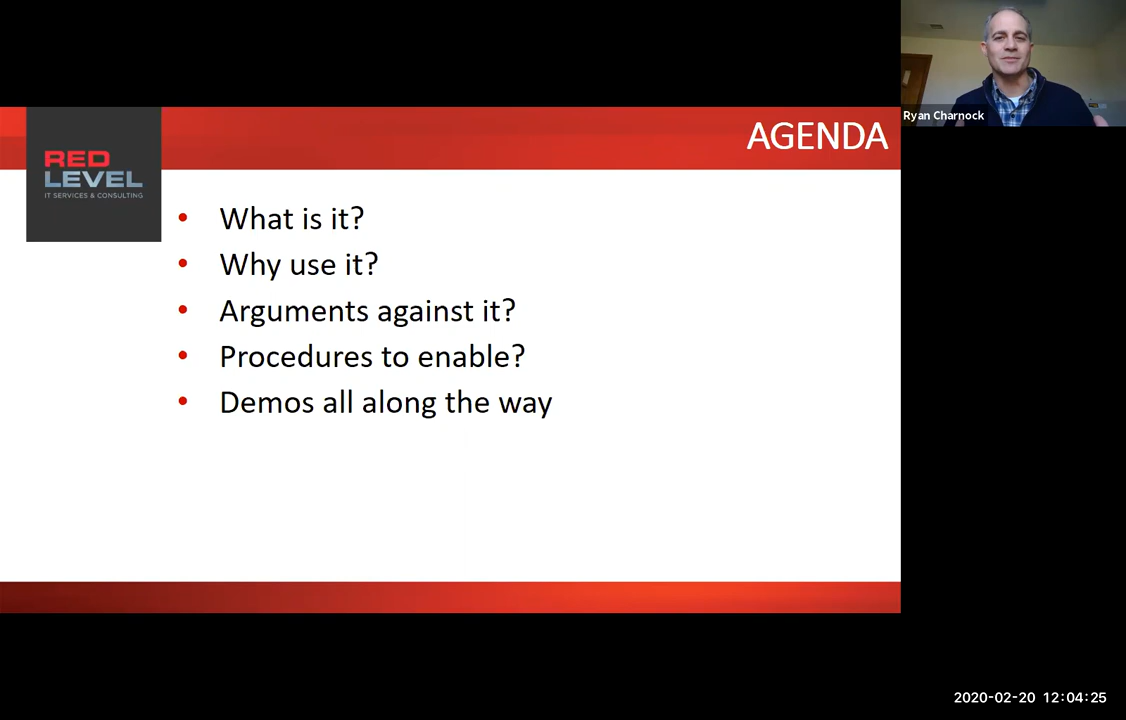 Ryan Charnock
AGENDA
RED
LEVEL
IT SERVICES & CONSULTING
• What is it?
• Why use it?
• Arguments against it?
• Procedures to enable?
• Demos all along the way
2020-02-20 12:04:25